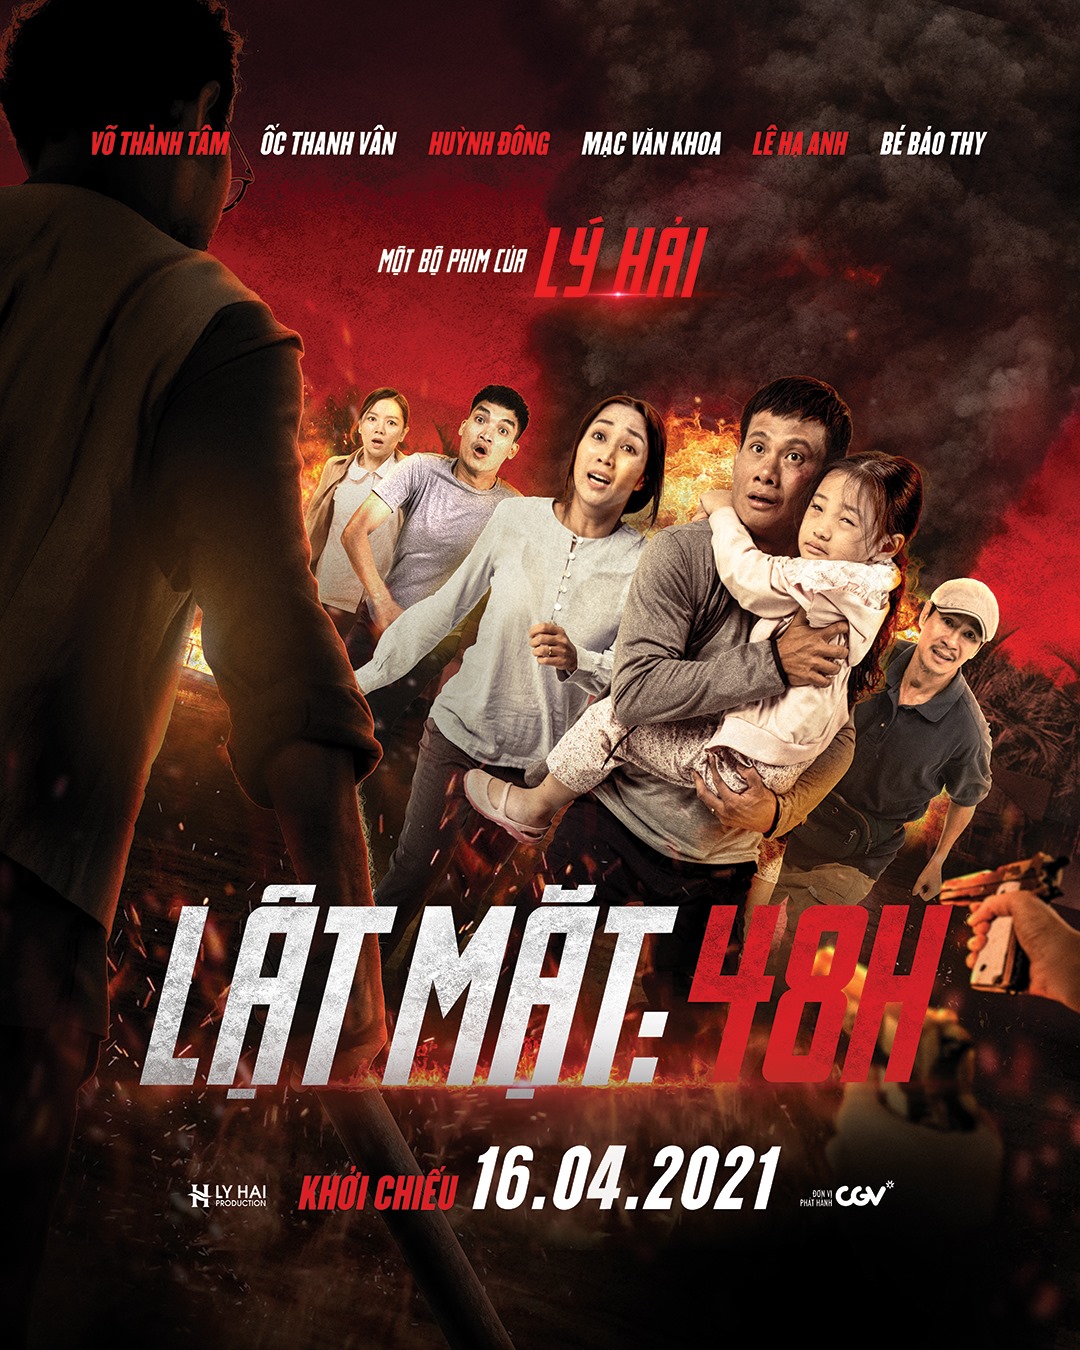 VÕ THÀNH TÂM ỐC THANH VÂN HUỲNH ĐÔNG MẠC VĂN KHOA LÊ HẠ ANH BÉ BẢO THY
MỘT BỘ PHIM CỦA LÝ HẢI
LẬT MẶT: 48H
LY HAI
PRODUCTION
KHỞI CHIẾU 16.04.2021
ĐƠN VỊ
PHÁT HÀNH
CGV